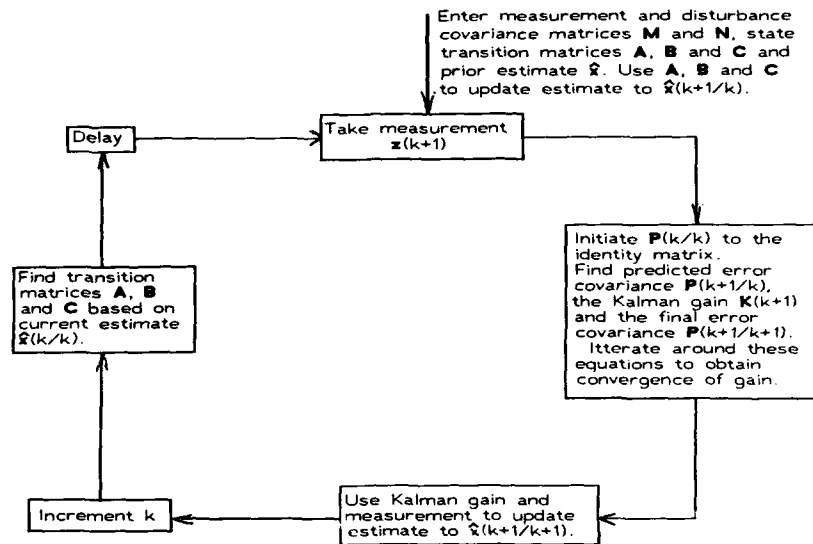 Enter measurement and disturbance
covariance matrices M and N, state
transition matrices A, B and C and
prior estimate x̂. Use A, B and C
to update estimate to x̂(k+1/k).
Delay
Take measurement
z(k+1)
Initiate P(k/k) to the
identity matrix.
Find predicted error
covariance P(k+1/k),
the Kalman gain K(k+1)
and the final error
covariance P(k+1/k+1).
Itterate around these
equations to obtain
convergence of gain.
Find transition
matrices A, B
and C based on
current estimate
x̂(k/k).
Use Kalman gain and
measurement to update
estimate to x̂(k+1/k+1).
Increment k